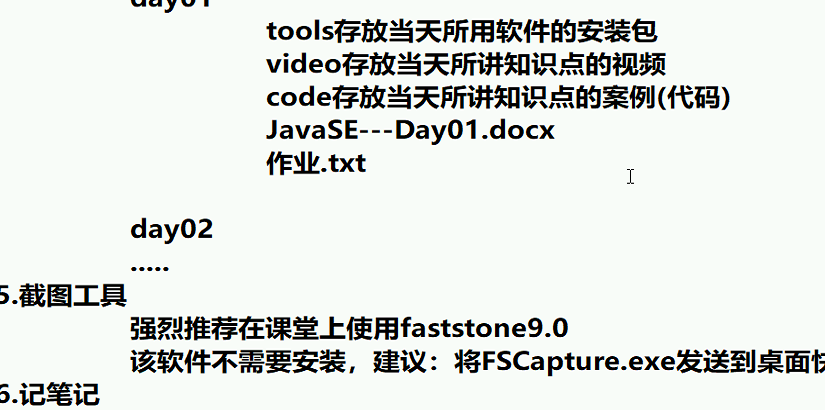 day01
tools存放当天所用软件的安装包
video存放当天所讲知识点的视频
code存放当天所讲知识点的案例(代码)
JavaSE---Day01.docx
作业.txt
day02
.....
5.截图工具
强烈推荐在课堂上使用faststone9.0
该软件不需要安装，建议：将FSCapture.exe发送到桌面快
6.记笔记